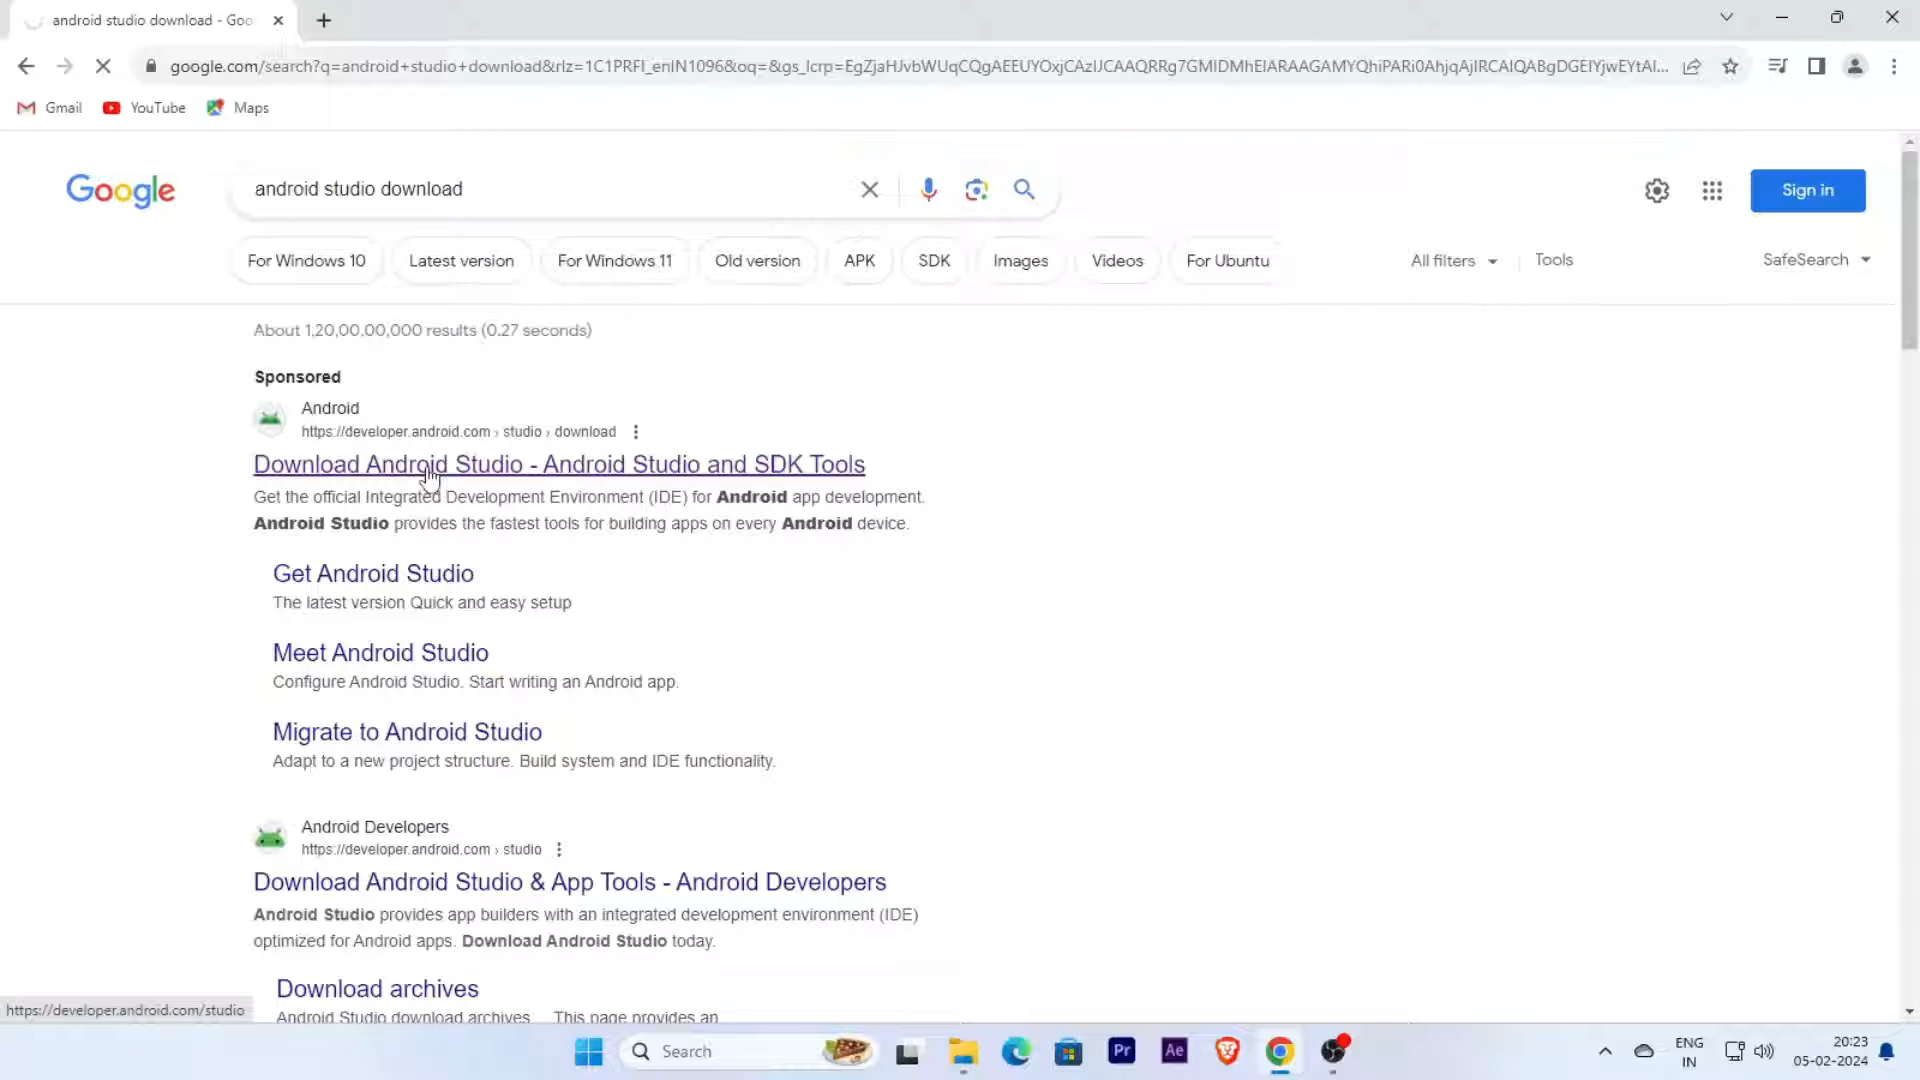 android studio download - Goo
google.com/search?q=android+studio+download&rlz=1C1PRFI_enIN1096&oq=&gs_lcrp=EgZjaHJvbWUqCQgAEEUYOxjCAzIJCAAQRRg7GMIDMhEIARAAGAMYQhiPARi0AhjqAjIRCAIQABgDGEIYjwEYtAI...
Gmail YouTube Maps
Google android studio download Sign in
For Windows 10 Latest version For Windows 11 Old version APK SDK Images Videos For Ubuntu All filters Tools SafeSearch
About 1,20,00,00,000 results (0.27 seconds)
Sponsored
Android
https://developer.android.com › studio › download
Download Android Studio - Android Studio and SDK Tools
Get the official Integrated Development Environment (IDE) for Android app development.
Android Studio provides the fastest tools for building apps on every Android device.
Get Android Studio
The latest version Quick and easy setup
Meet Android Studio
Configure Android Studio. Start writing an Android app.
Migrate to Android Studio
Adapt to a new project structure. Build system and IDE functionality.
Android Developers
https://developer.android.com › studio
Download Android Studio & App Tools - Android Developers
Android Studio provides app builders with an integrated development environment (IDE)
optimized for Android apps. Download Android Studio today.
Download archives
Android Studio download archives This page provides an
https://developer.android.com/studio
Search Pr Ae ENG 20:23
IN 05-02-2024